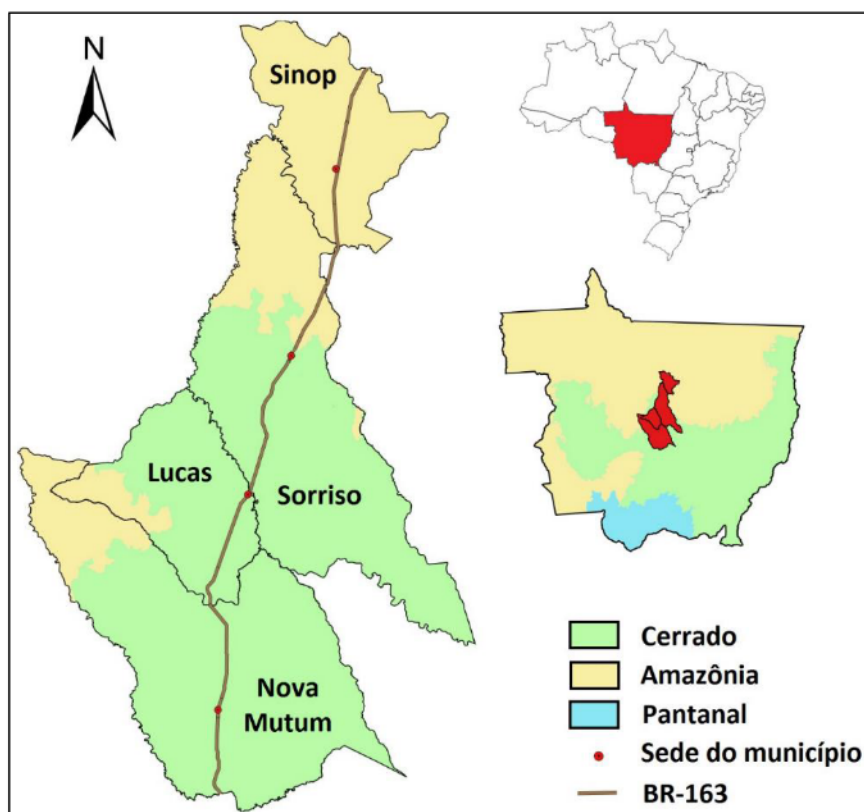 N
Sinop
Lucas
Sorriso
Nova
Mutum
Cerrado
Amazônia
Pantanal
Sede do município
BR-163